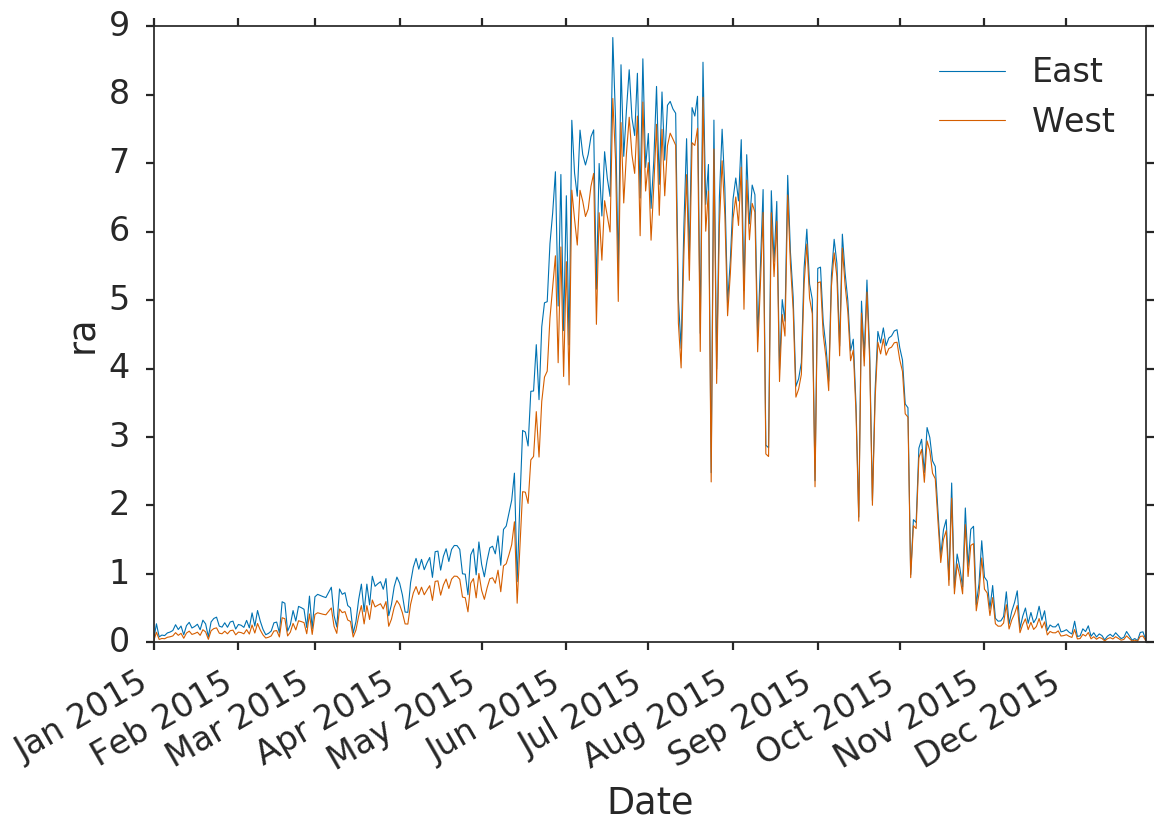 9
8
7
6
5
4
3
2
1
0
ra
East
West
Jan 2015
Feb 2015
Mar 2015
Apr 2015
May 2015
Jun 2015
Jul 2015
Aug 2015
Sep 2015
Oct 2015
Nov 2015
Dec 2015
Date